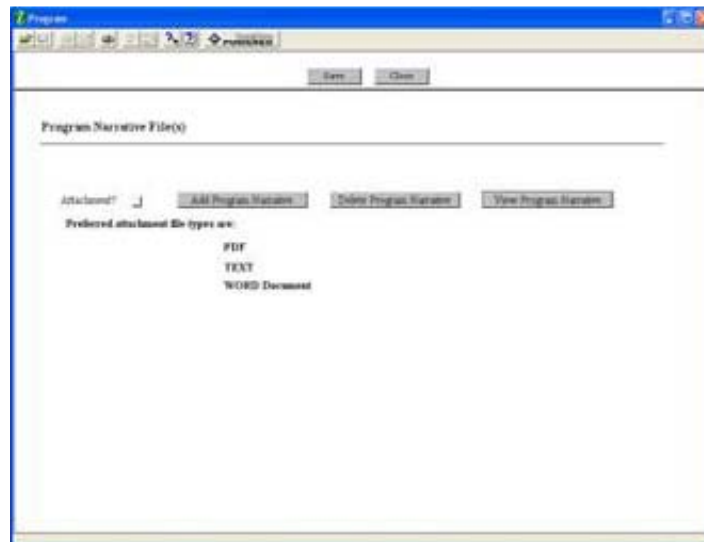 Program
Save Close
Program Narrative File(s)
Attachment? Add Program Narrative Delete Program Narrative View Program Narrative
Preferred attachment file types are:
PDF
TEXT
WORD Document